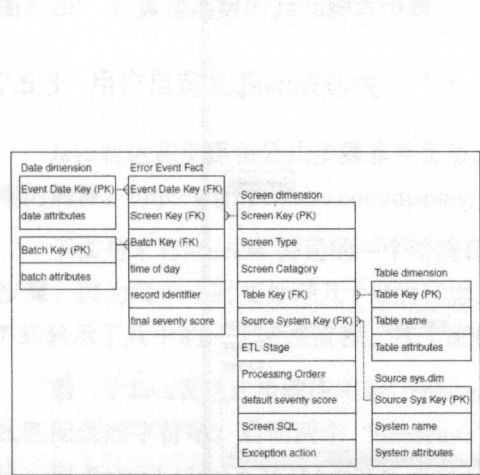 Date dimension
Event Date Key (PK)
date attributes
Batch Key (PK)
batch attributes
Error Event Fact
Event Date Key (FK)
Screen Key (FK)
Batch Key (FK)
time of day
record identifier
final severity score
Screen dimension
Screen Key (PK)
Screen Type
Screen Catagory
Table Key (FK)
Source System Key (FK)
ETL Stage
Processing Order#
default severity score
Screen SQL
Exception action
Table dimension
Table Key (PK)
Table name
Table attributes
Source sys.dim
Source Sys Key (PK)
System name
System attributes